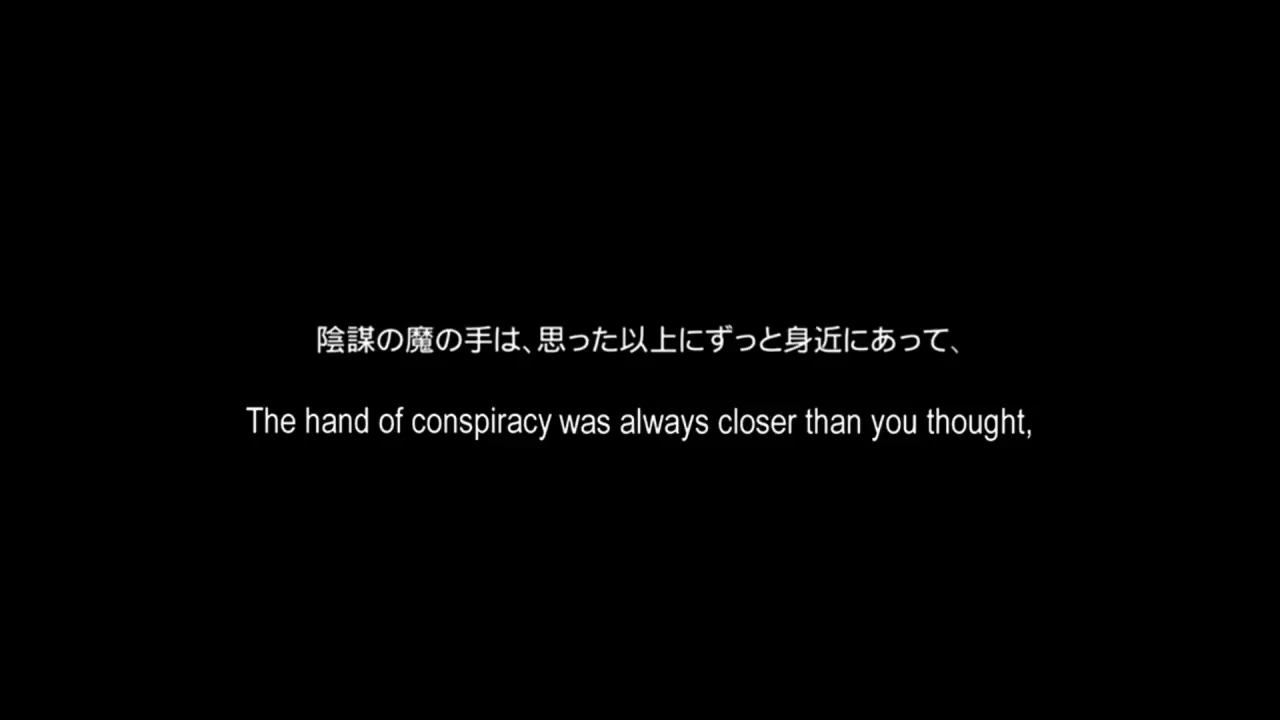 陰謀の魔の手は、思った以上にずっと身近にあって、
The hand of conspiracy was always closer than you thought,